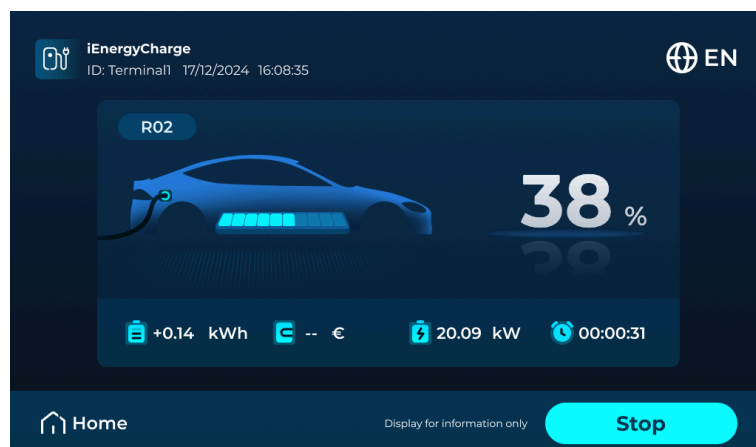 iEnergyCharge
ID: Terminal1 17/12/2024 16:08:35
EN
R02
38 %
+0.14 kWh -- € 20.09 kW 00:00:31
Home
Display for information only
Stop